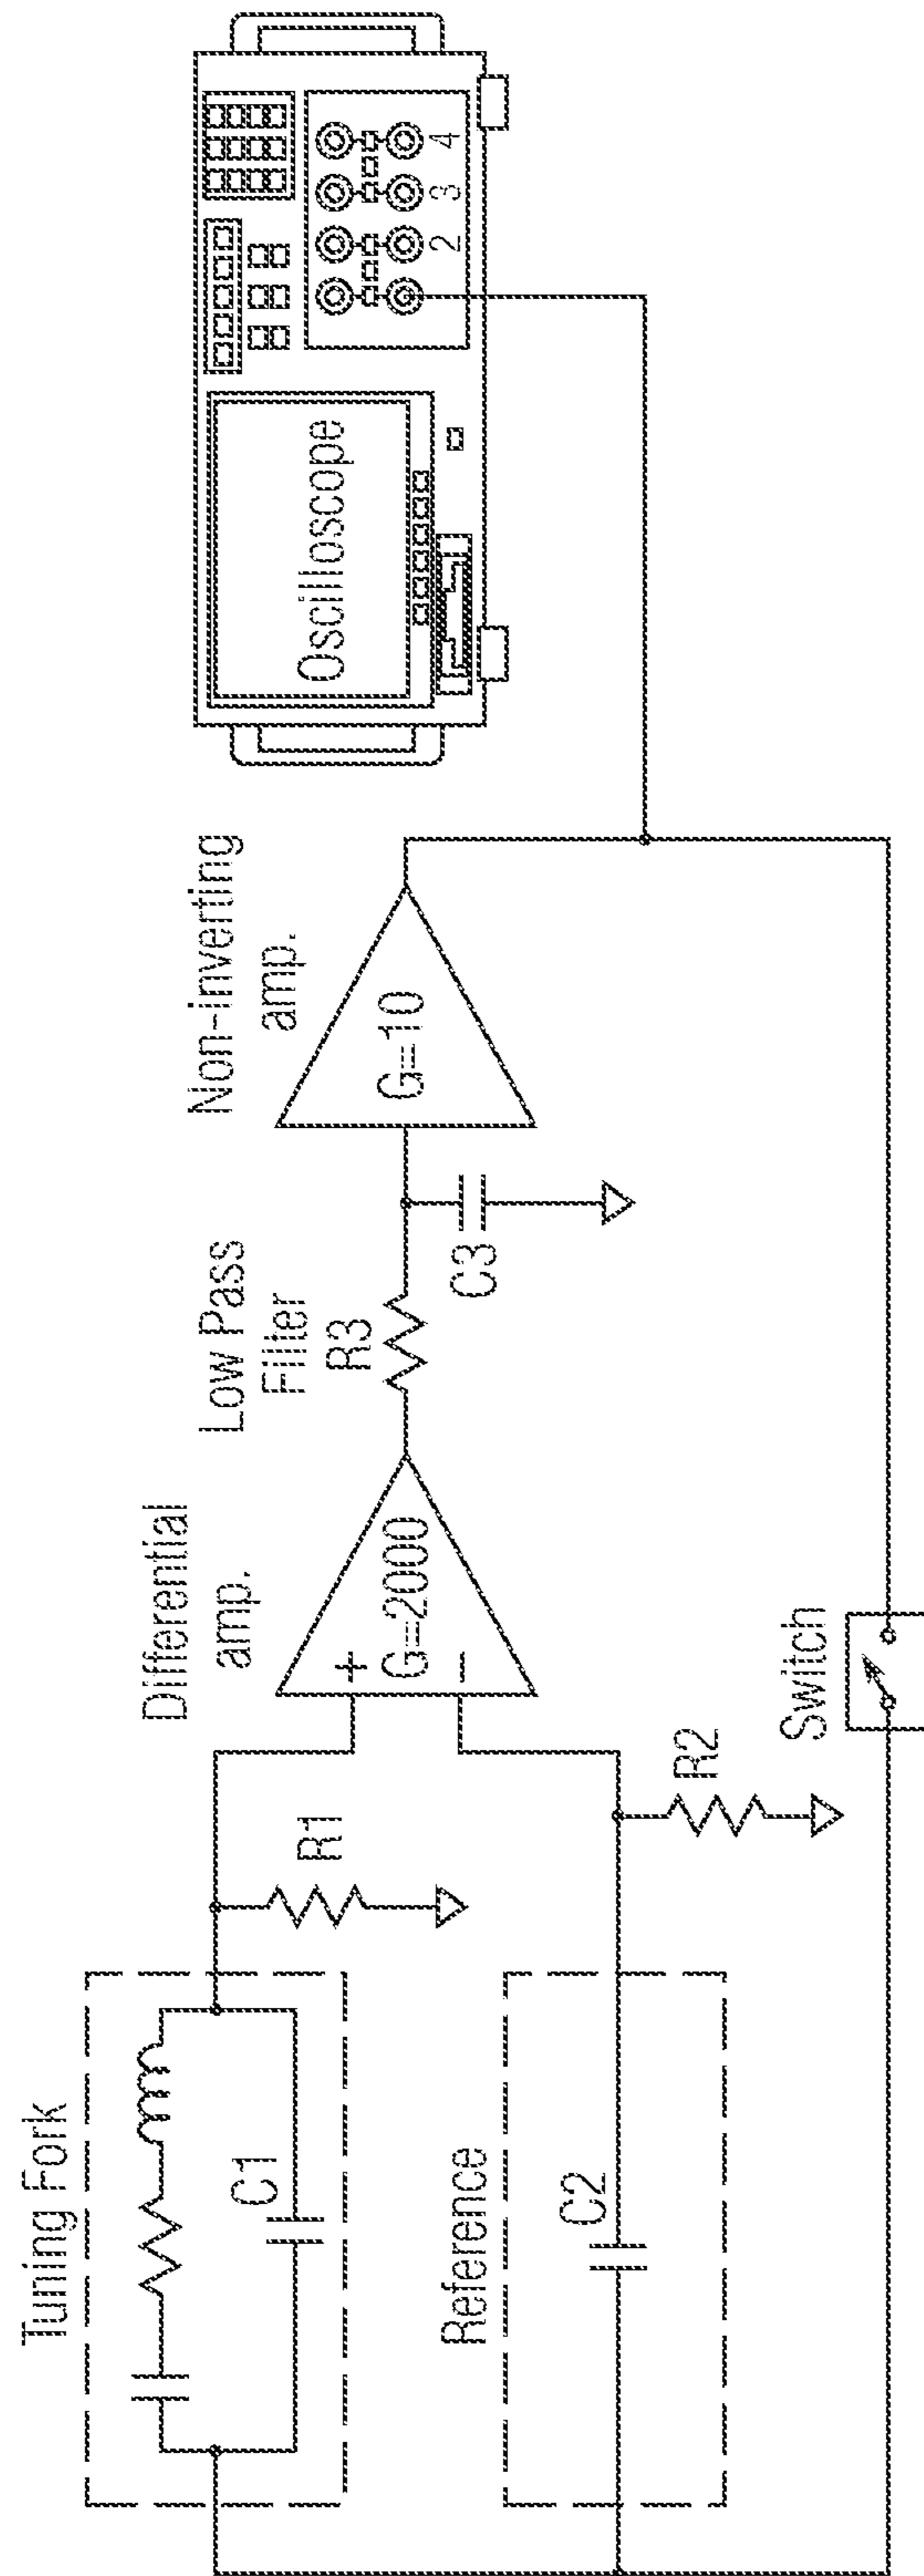 Tuning Fork
C1
Reference
C2
R1
R2
Differential
amp.
+
G=2000
−
Switch
Low Pass
Filter
R3
C3
Non-inverting
amp.
G=10
Oscilloscope
2 3 4